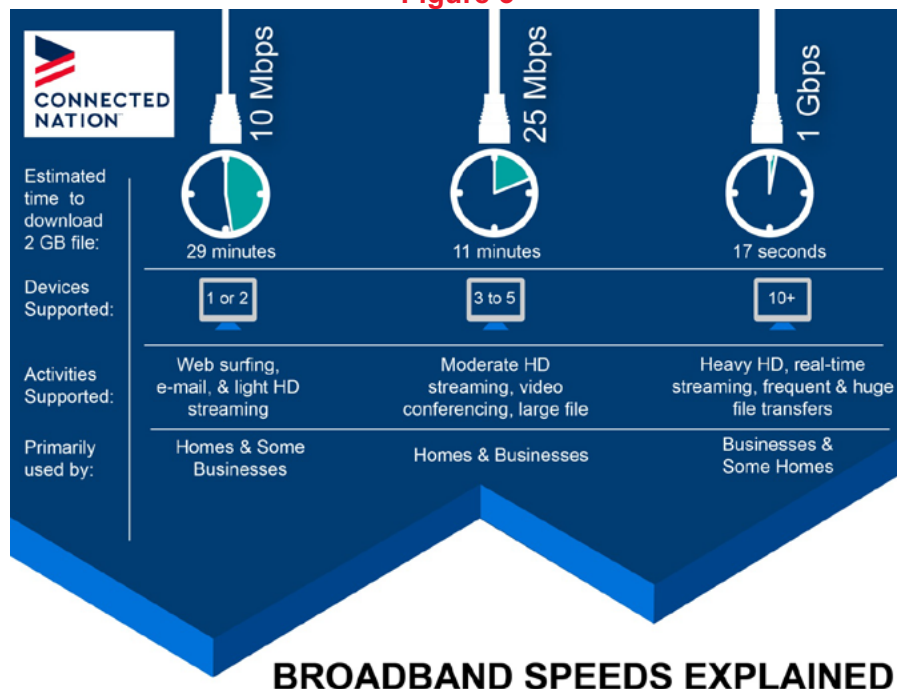 10 Mbps
25 Mbps
1 Gbps
CONNECTED
NATION
Estimated
time to
download
2 GB file:
29 minutes
11 minutes
17 seconds
Devices
Supported:
1 or 2
3 to 5
10+
Activities
Supported:
Web surfing,
e-mail, & light HD
streaming
Moderate HD
streaming, video
conferencing, large file
Heavy HD, real-time
streaming, frequent & huge
file transfers
Primarily
used by:
Homes & Some
Businesses
Homes & Businesses
Businesses &
Some Homes
BROADBAND SPEEDS EXPLAINED